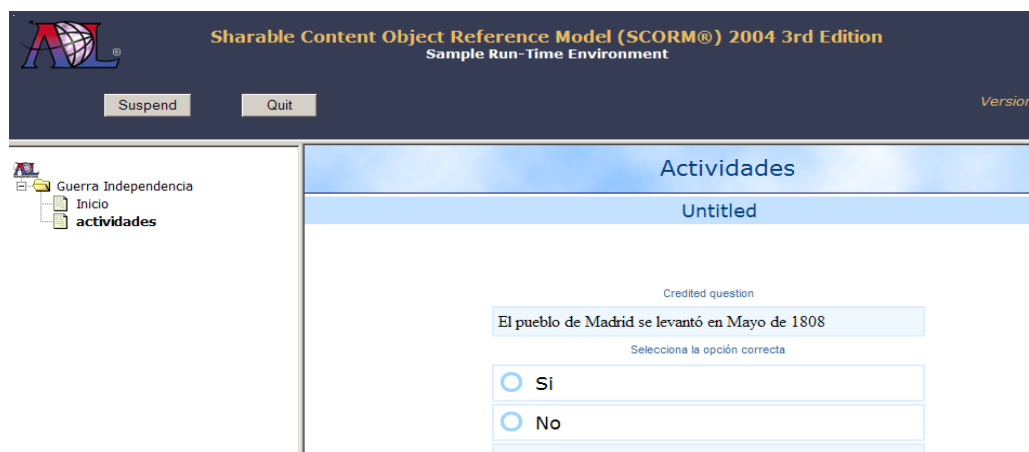 ADL ®
Sharable Content Object Reference Model (SCORM®) 2004 3rd Edition
Sample Run-Time Environment
Suspend
Quit
Version
ADL
Guerra Independencia
Inicio
actividades
Actividades
Untitled
Credited question
El pueblo de Madrid se levantó en Mayo de 1808
Selecciona la opción correcta
Si
No